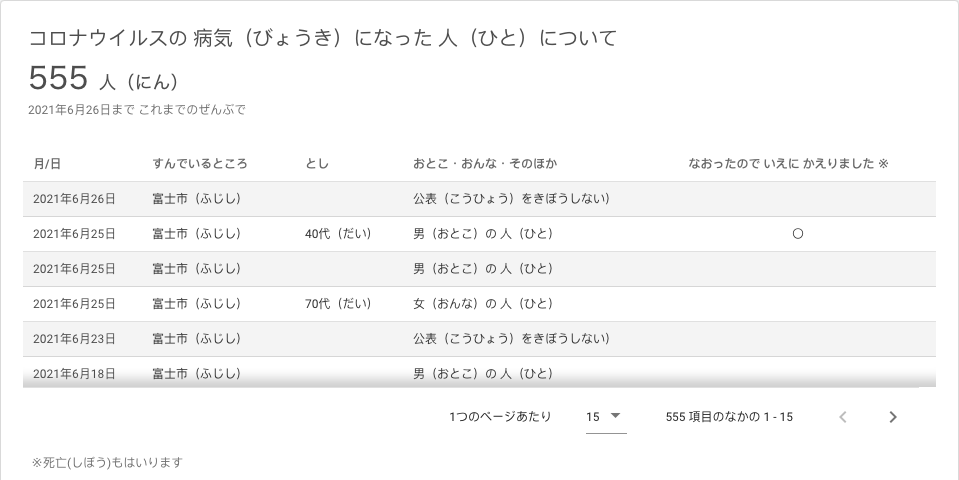 コロナウイルスの 病気（びょうき）になった 人（ひと）について
555 人（にん）
2021年6月26日まで これまでのぜんぶで
月/日 すんでいるところ とし おとこ・おんな・そのほか なおったので いえに かえりました ※
2021年6月26日 富士市（ふじし） 公表（こうひょう）をきぼうしない）
2021年6月25日 富士市（ふじし） 40代（だい） 男（おとこ）の 人（ひと） ○
2021年6月25日 富士市（ふじし） 男（おとこ）の 人（ひと）
2021年6月25日 富士市（ふじし） 70代（だい） 女（おんな）の 人（ひと）
2021年6月23日 富士市（ふじし） 公表（こうひょう）をきぼうしない）
2021年6月18日 富士市（ふじし） 男（おとこ）の 人（ひと）
1つのページあたり 15 555 項目のなかの 1 - 15
※死亡(しぼう)もはいります